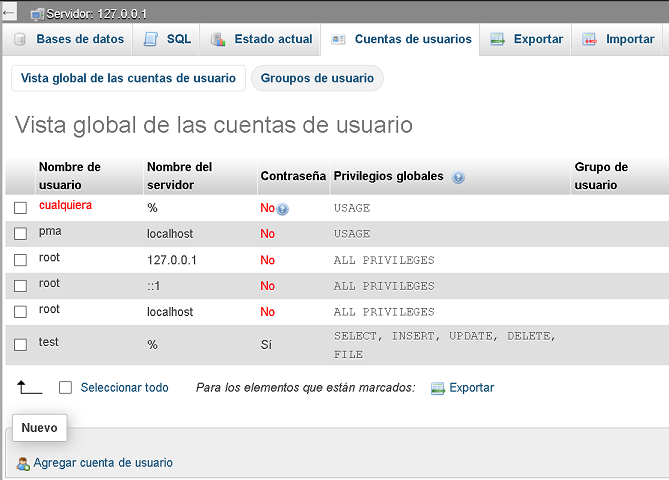 Servidor: 127.0.0.1
Bases de datos SQL Estado actual Cuentas de usuarios Exportar Importar
Vista global de las cuentas de usuario Groupos de usuario
Vista global de las cuentas de usuario
Nombre de usuario Nombre del servidor Contraseña Privilegios globales Grupo de usuario
cualquiera % No USAGE
pma localhost No USAGE
root 127.0.0.1 No ALL PRIVILEGES
root ::1 No ALL PRIVILEGES
root localhost No ALL PRIVILEGES
test % Sí SELECT, INSERT, UPDATE, DELETE, FILE
Seleccionar todo Para los elementos que están marcados: Exportar
Nuevo
Agregar cuenta de usuario